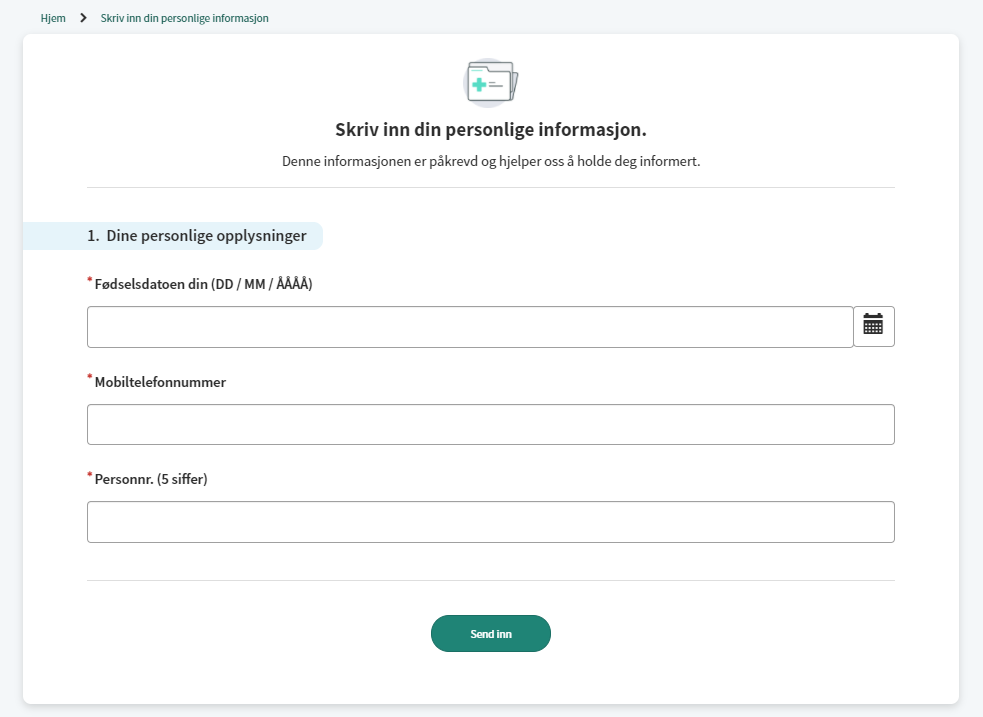 Hjem > Skriv inn din personlige informasjon
Skriv inn din personlige informasjon.
Denne informasjonen er påkrevd og hjelper oss å holde deg informert.
1. Dine personlige opplysninger
* Fødselsdatoen din (DD / MM / ÅÅÅÅ)
* Mobiltelefonnummer
* Personnr. (5 siffer)
Send inn